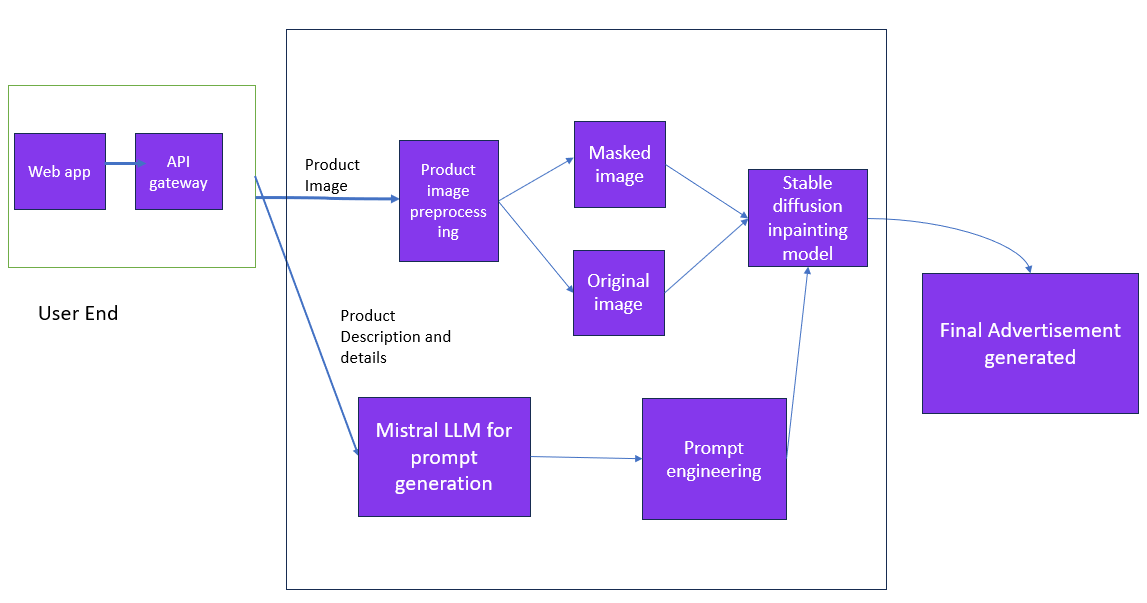 Web app
API
gateway
User End
Product
Image
Product
image
preprocess
ing
Masked
image
Original
image
Stable
diffusion
inpainting
model
Product
Description and
details
Mistral LLM for
prompt
generation
Prompt
engineering
Final Advertisement
generated